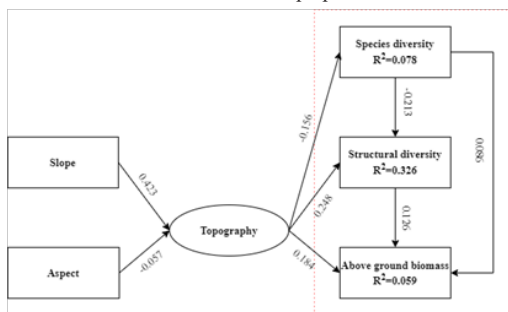 Species diversity
R²=0.078
-0.156
-0.213
0.086
Slope
0.423
Structural diversity
R²=0.326
0.248
Topography
0.126
Aspect
-0.057
0.184
Above ground biomass
R²=0.059